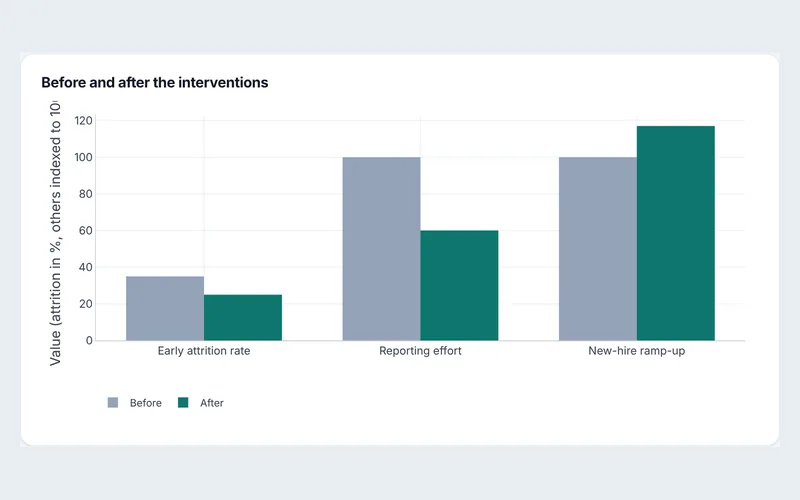 Before and after the interventions
Value (attrition in %, others indexed to 10
120
100
80
60
40
20
0
Early attrition rate
Reporting effort
New-hire ramp-up
Before
After